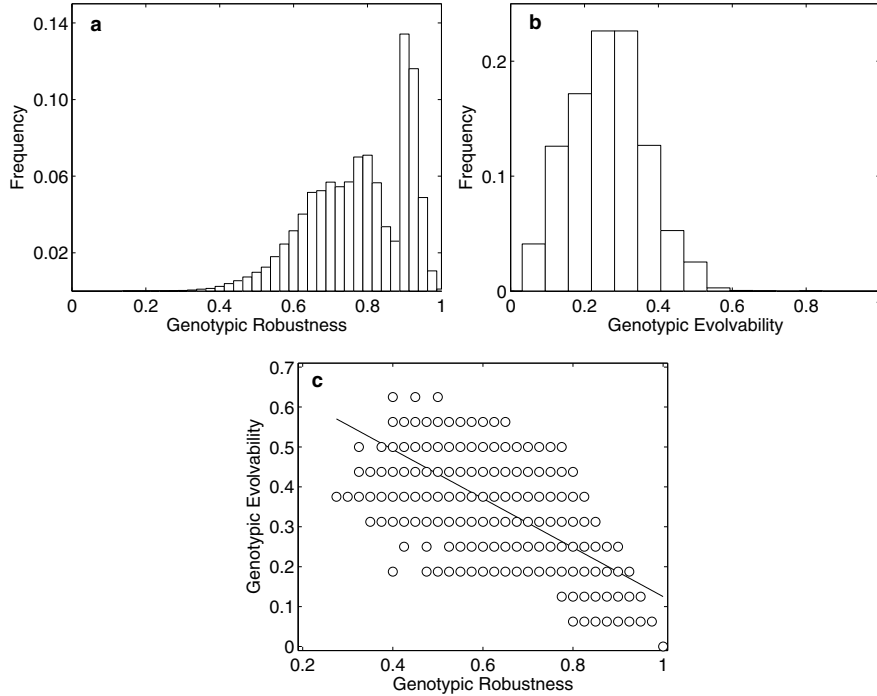 a
0.14
0.10
0.06
0.02
Frequency
0 0.2 0.4 0.6 0.8 1
Genotypic Robustness
b
0.2
0.1
0
Frequency
0 0.2 0.4 0.6 0.8 1
Genotypic Evolvability
c
0.7
0.6
0.5
0.4
0.3
0.2
0.1
0
Genotypic Evolvability
0.2 0.4 0.6 0.8 1
Genotypic Robustness